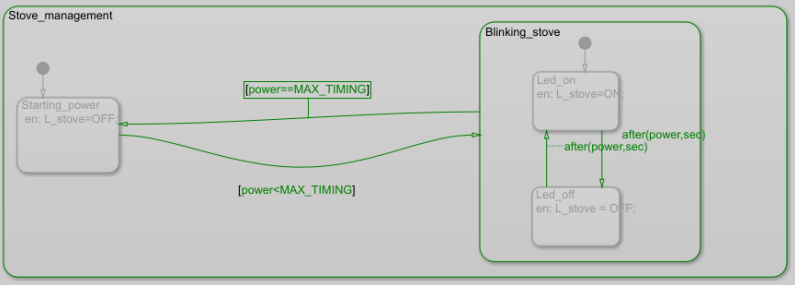 Stove_management
Blinking_stove
Led_on
en: L_stove=ON;
[power==MAX_TIMING]
Starting_power
en: L_stove=OFF;
after(power,sec)
after(power,sec)
[power<MAX_TIMING]
Led_off
en: L_stove = OFF;